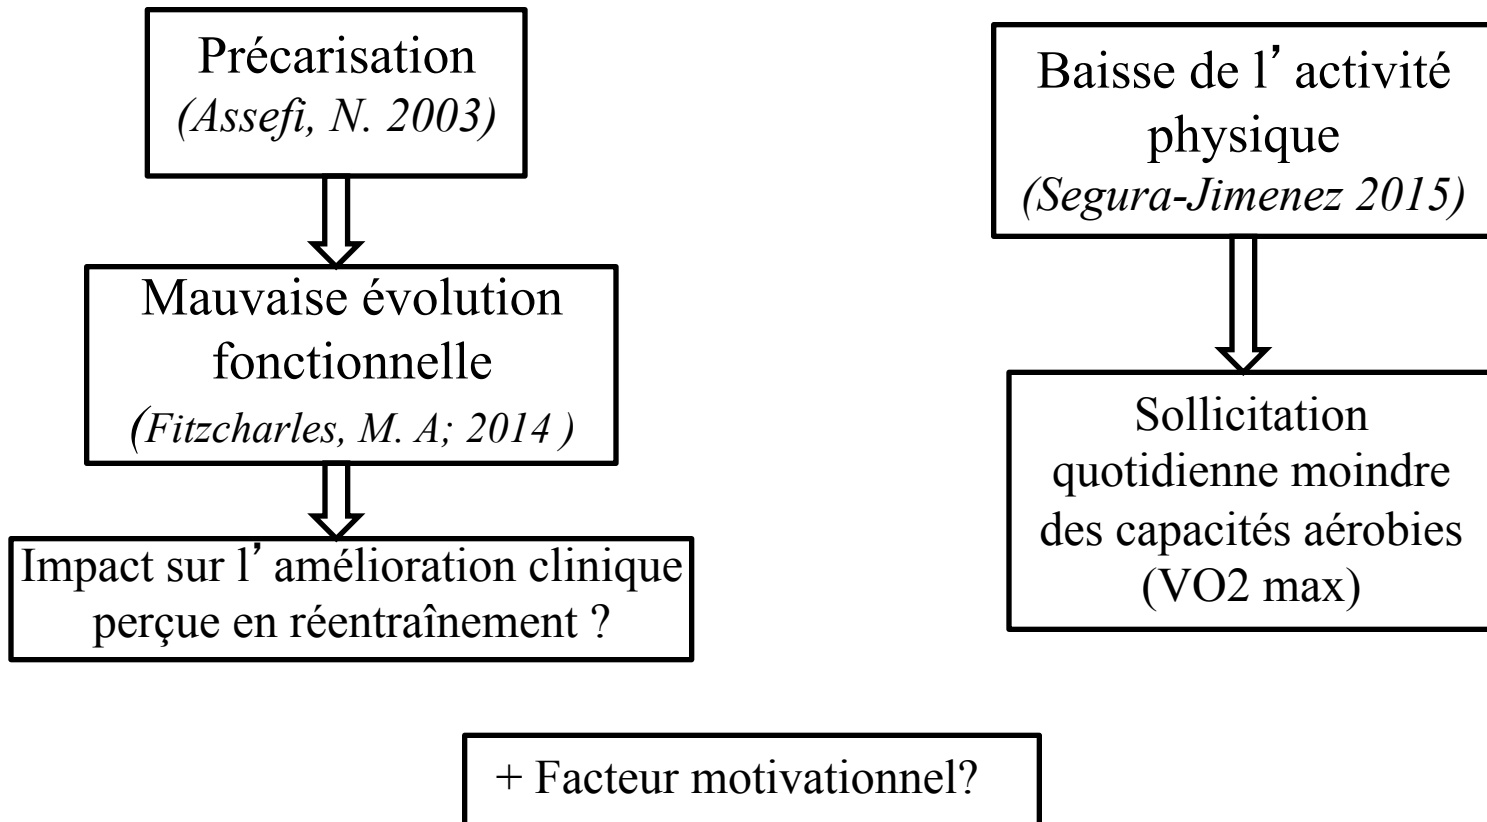 Précarisation
(Assefi, N. 2003)
Mauvaise évolution
fonctionnelle
(Fitzcharles, M. A; 2014 )
Impact sur l’ amélioration clinique
perçue en réentraînement ?
Baisse de l’ activité
physique
(Segura-Jimenez 2015)
Sollicitation
quotidienne moindre
des capacités aérobies
(VO2 max)
+ Facteur motivationnel?